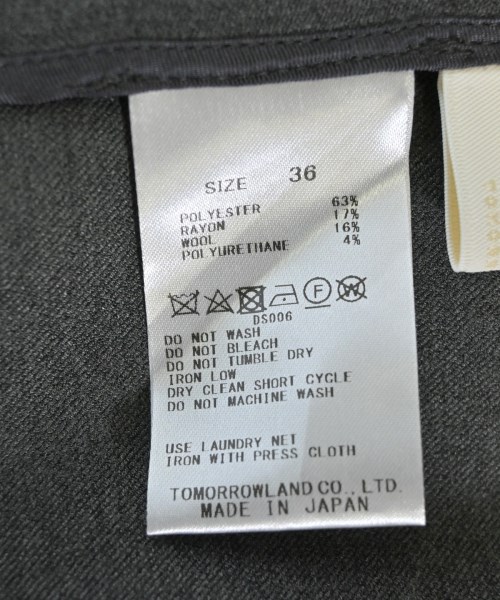 SIZE 36
POLYESTER 63%
RAYON 17%
WOOL 16%
POLYURETHANE 4%
F W
DS006
DO NOT WASH
DO NOT BLEACH
DO NOT TUMBLE DRY
IRON LOW
DRY CLEAN SHORT CYCLE
DO NOT MACHINE WASH
USE LAUNDRY NET
IRON WITH PRESS CLOTH
TOMORROWLAND CO., LTD.
MADE IN JAPAN